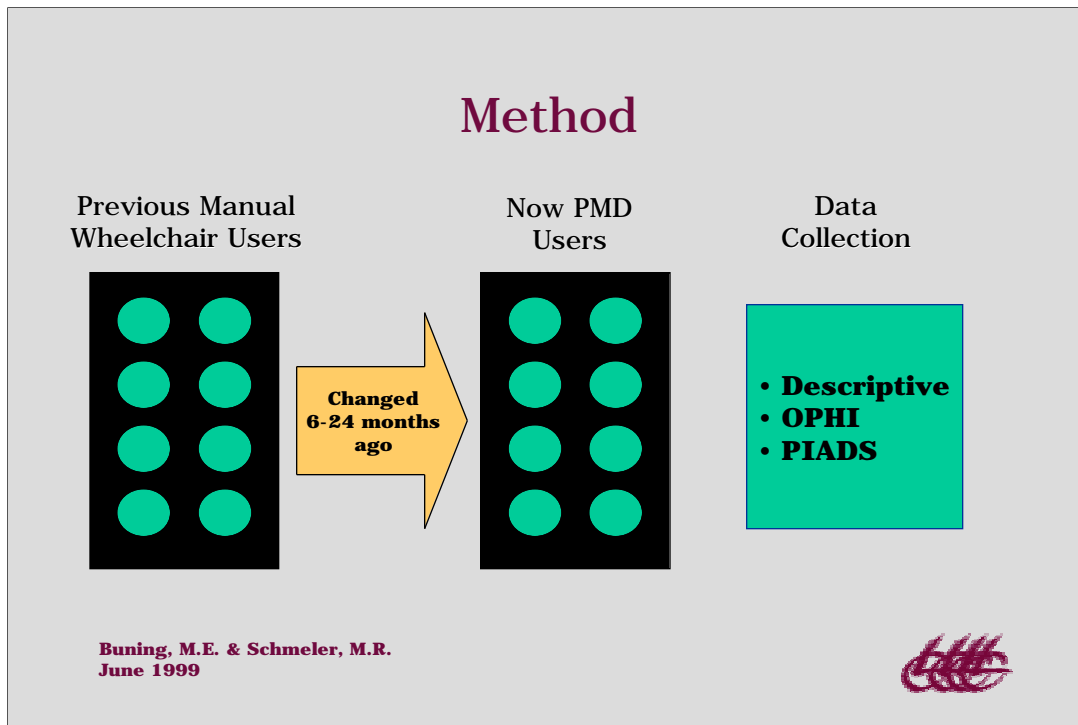 Method
Previous Manual
Wheelchair Users
Now PMD
Users
Data
Collection
Changed
6-24 months
ago
• Descriptive
• OPHI
• PIADS
Buning, M.E. & Schmeler, M.R.
June 1999